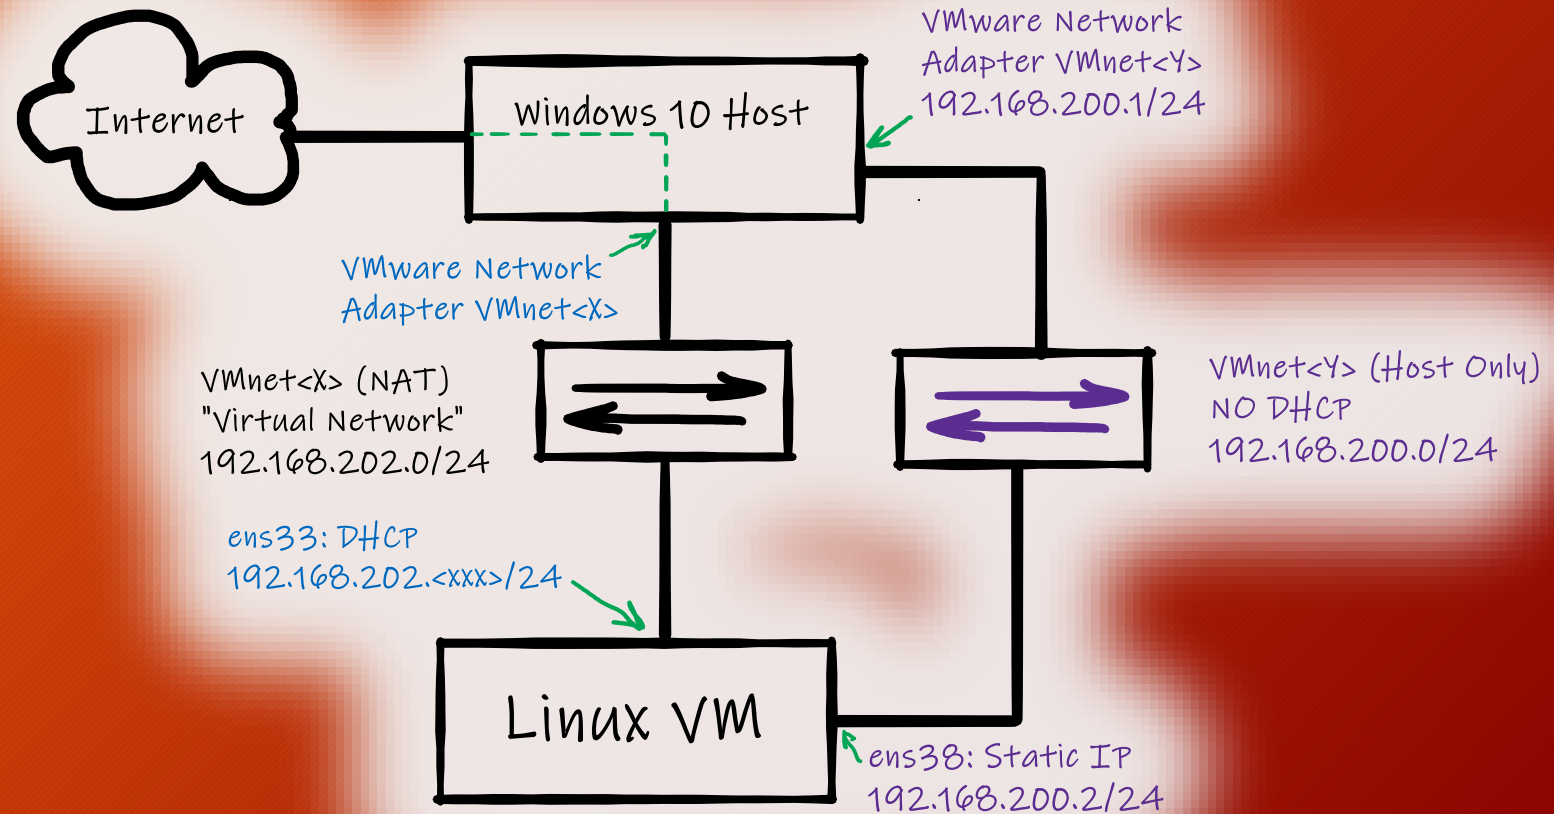 VMware Network
Adapter VMnet<Y>
192.168.200.1/24
Internet
Windows 10 Host
VMware Network
Adapter VMnet<X>
VMnet<X> (NAT)
"Virtual Network"
192.168.202.0/24
VMnet<Y> (Host Only)
NO DHCP
192.168.200.0/24
ens33: DHCP
192.168.202.<xxx>/24
Linux VM
ens38: Static IP
192.168.200.2/24